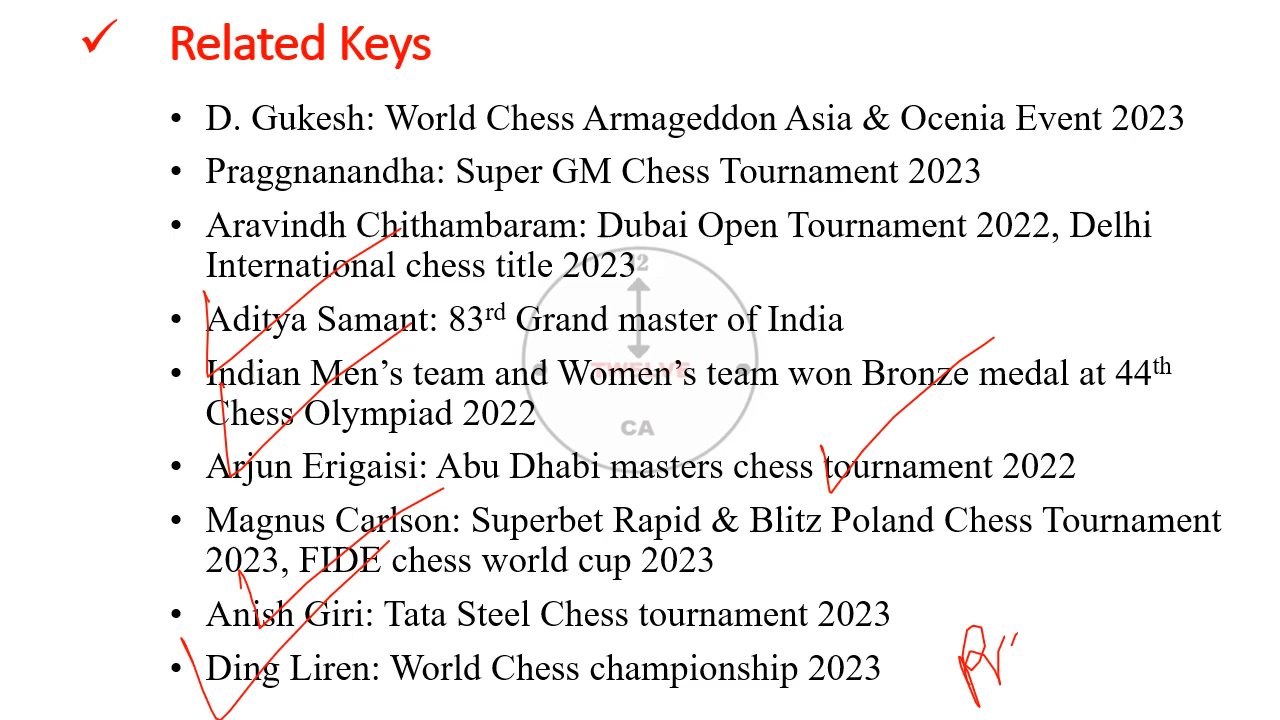 ✓ Related Keys
• D. Gukesh: World Chess Armageddon Asia & Ocenia Event 2023
• Praggnanandha: Super GM Chess Tournament 2023
• Aravindh Chithambaram: Dubai Open Tournament 2022, Delhi
International chess title 2023
• Aditya Samant: 83rd Grand master of India
• Indian Men’s team and Women’s team won Bronze medal at 44th
Chess Olympiad 2022
• Arjun Erigaisi: Abu Dhabi masters chess tournament 2022
• Magnus Carlson: Superbet Rapid & Blitz Poland Chess Tournament
2023, FIDE chess world cup 2023
• Anish Giri: Tata Steel Chess tournament 2023
• Ding Liren: World Chess championship 2023
12
TWELVE
CA